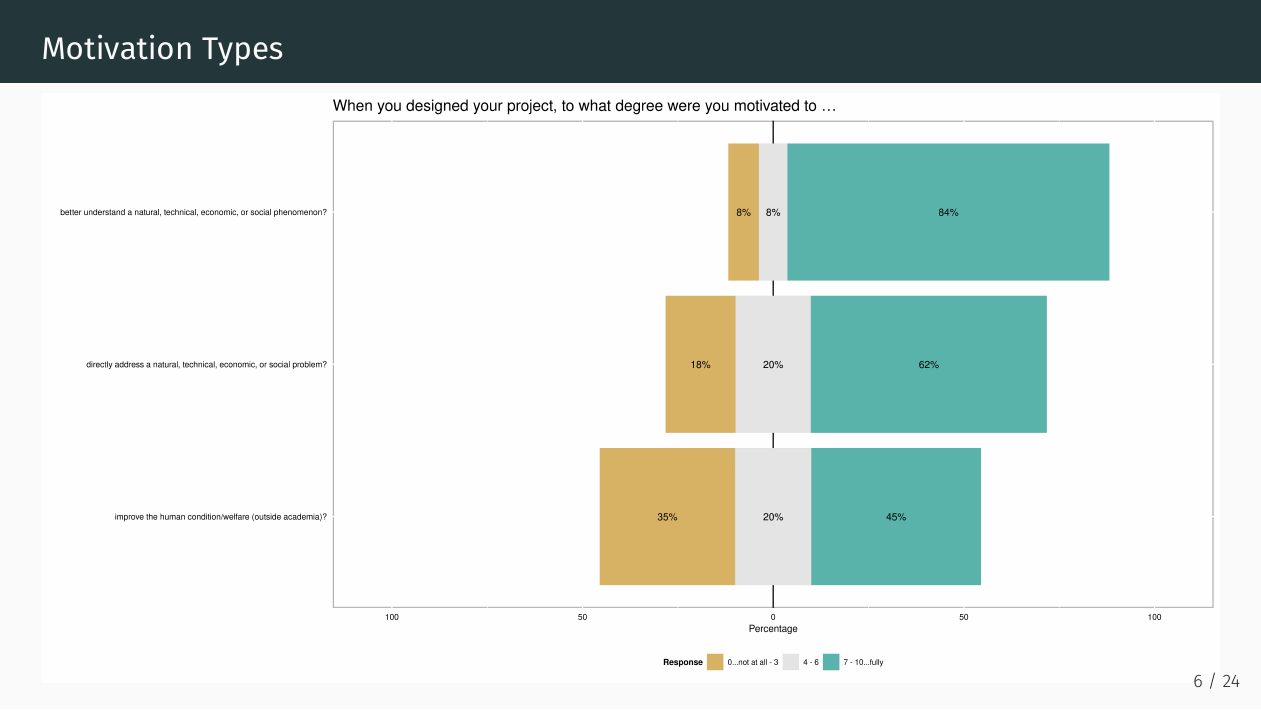 Motivation Types
When you designed your project, to what degree were you motivated to …
better understand a natural, technical, economic, or social phenomenon?
8% 8% 84%
directly address a natural, technical, economic, or social problem?
18% 20% 62%
improve the human condition/welfare (outside academia)?
35% 20% 45%
100 50 0 50 100
Percentage
Response 0...not at all - 3 4 - 6 7 - 10...fully
6 / 24